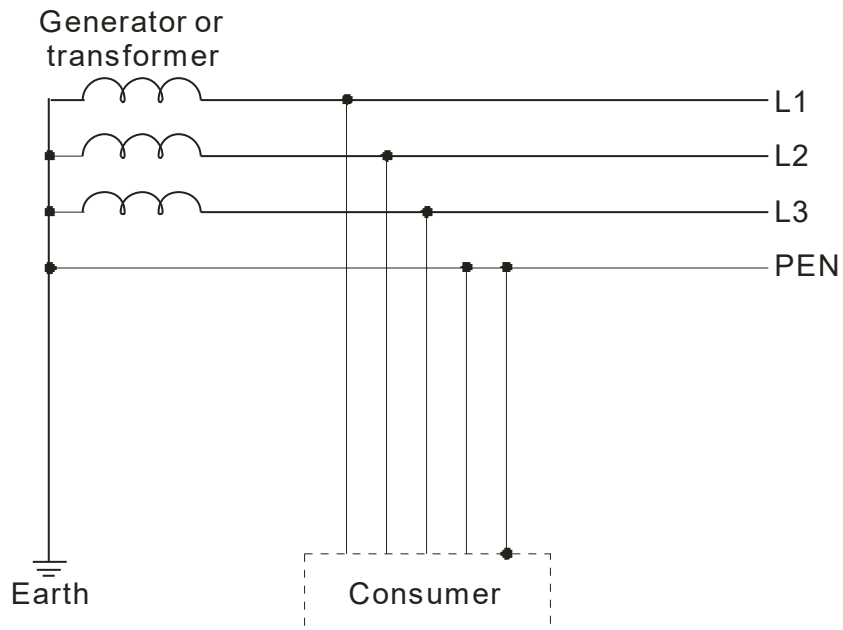 Generator or
transformer
L1
L2
L3
PEN
Earth
Consumer